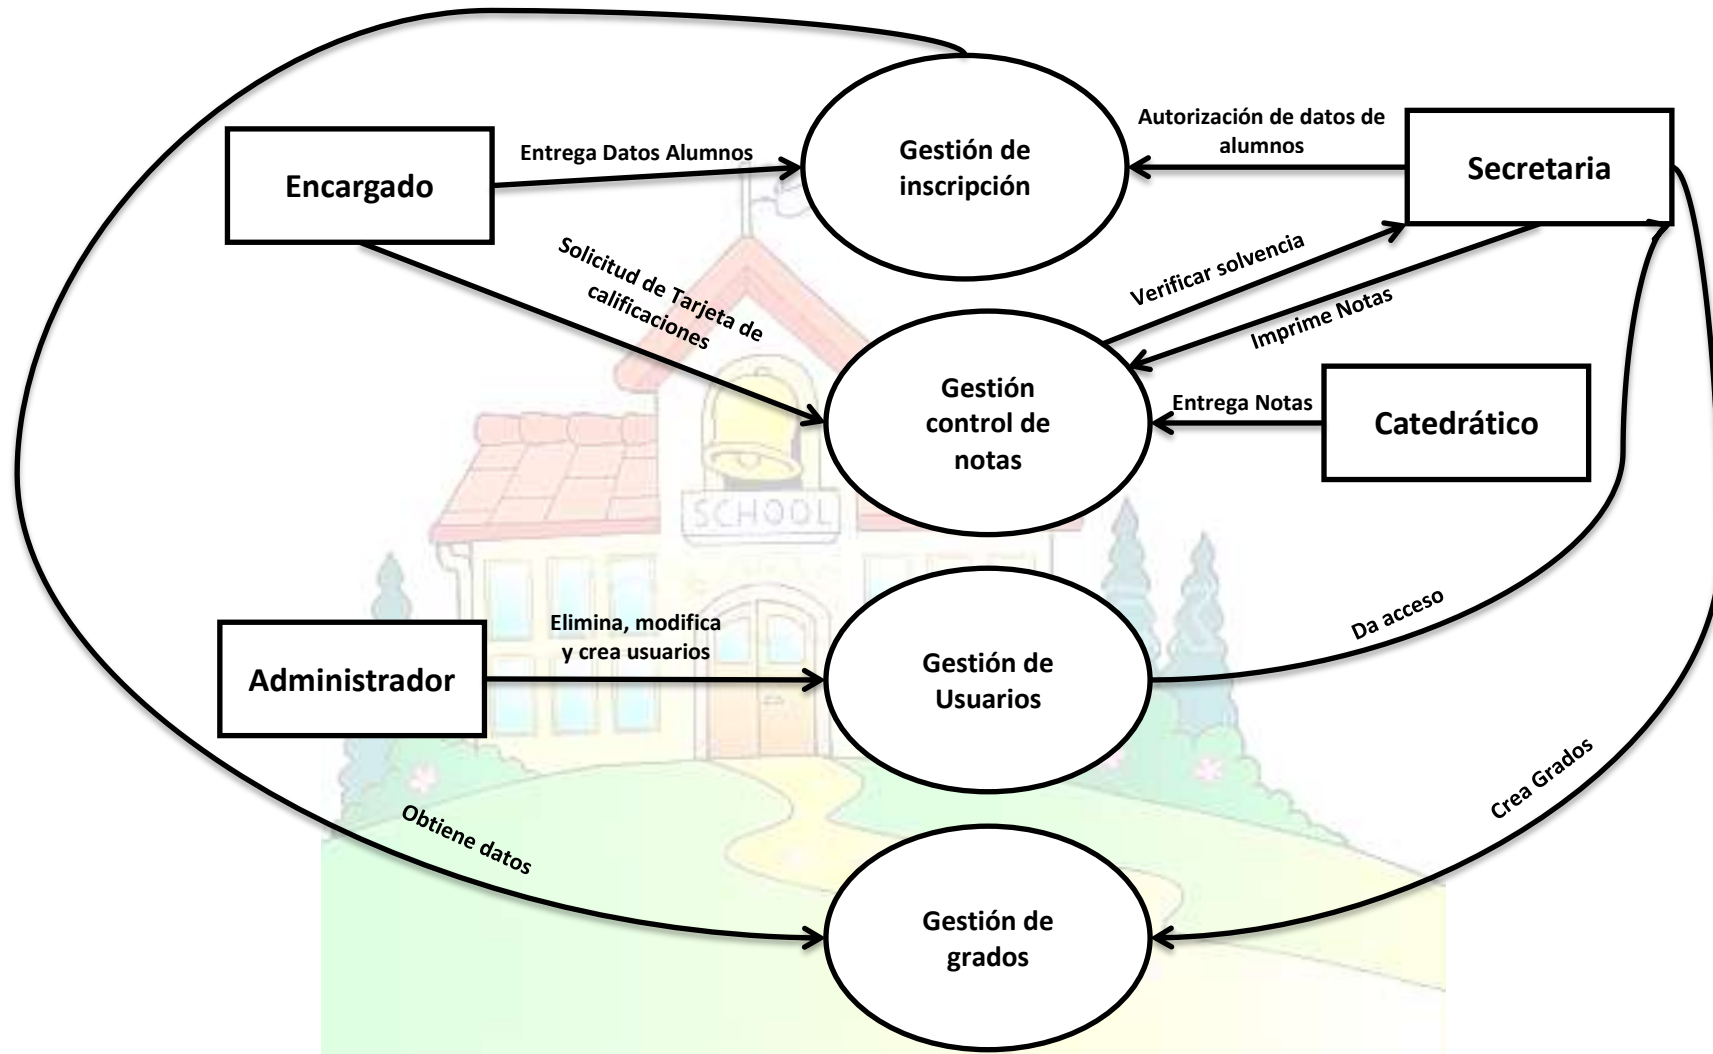 Gestión de
inscripción
Autorización de datos de
alumnos
Secretaria
Entrega Datos Alumnos
Encargado
Solicitud de Tarjeta de
calificaciones
Verificar solvencia
Imprime Notas
Gestión
control de
notas
Entrega Notas
Catedrático
SCHOOL
Elimina, modifica
y crea usuarios
Administrador
Gestión de
Usuarios
Da acceso
Crea Grados
Obtiene datos
Gestión de
grados